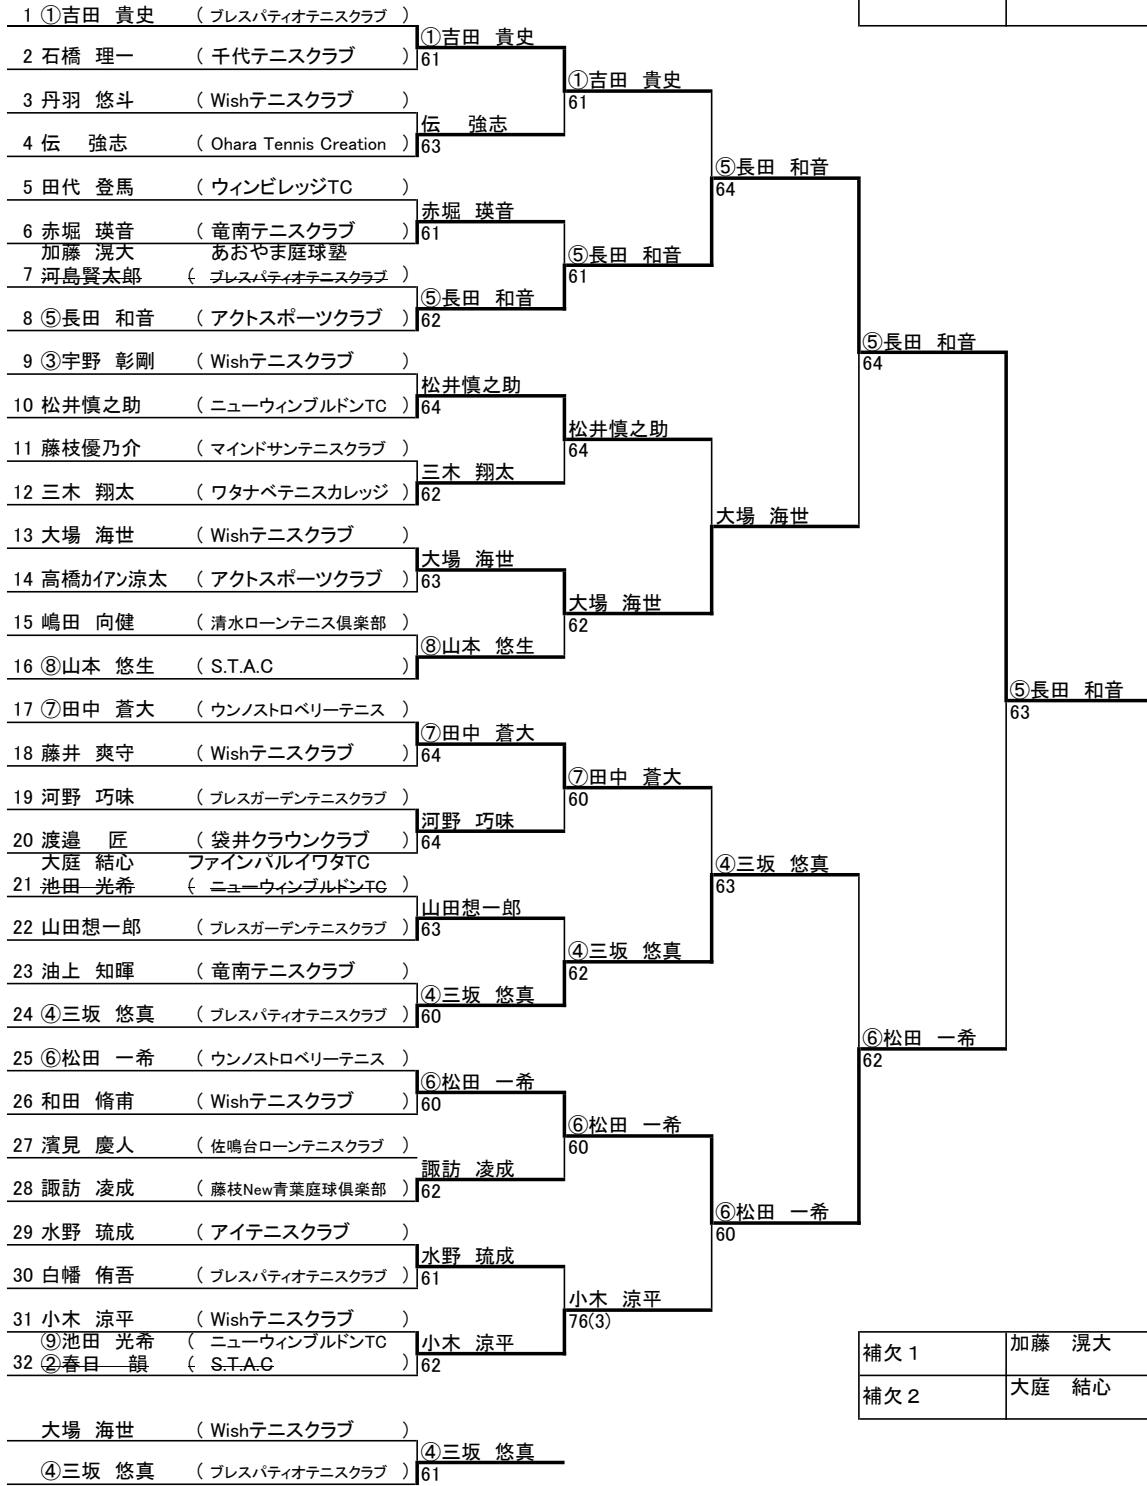 1 ①吉田 貴史 ( ブレスパティオテニスクラブ )
①吉田 貴史
2 石橋 理一 ( 千代テニスクラブ ) 61
①吉田 貴史
3 丹羽 悠斗 ( Wishテニスクラブ ) 61
伝 強志
4 伝 強志 ( Ohara Tennis Creation ) 63
⑤長田 和音
5 田代 登馬 ( ウィンビレッジTC ) 64
赤堀 瑛音
6 赤堀 瑛音 ( 竜南テニスクラブ ) 61
加藤 滉大 あおやま庭球塾 ⑤長田 和音
7 河島賢太郎 ( ブレスパティオテニスクラブ ) 61
⑤長田 和音
8 ⑤長田 和音 ( アクトスポーツクラブ ) 62
⑤長田 和音
9 ③宇野 彰剛 ( Wishテニスクラブ ) 64
松井慎之助
10 松井慎之助 ( ニューウィンブルドンTC ) 64
松井慎之助
11 藤枝優乃介 ( マインドサンテニスクラブ ) 64
三木 翔太
12 三木 翔太 ( ワタナベテニスカレッジ ) 62
大場 海世
13 大場 海世 ( Wishテニスクラブ )
大場 海世
14 高橋カイアン涼太 ( アクトスポーツクラブ ) 63
大場 海世
15 嶋田 向健 ( 清水ローンテニス倶楽部 ) 62
⑧山本 悠生
16 ⑧山本 悠生 ( S.T.A.C )
⑤長田 和音
17 ⑦田中 蒼大 ( ウンノストロベリーテニス ) 63
⑦田中 蒼大
18 藤井 爽守 ( Wishテニスクラブ ) 64
⑦田中 蒼大
19 河野 巧味 ( ブレスガーデンテニスクラブ ) 60
河野 巧味
20 渡邉 匠 ( 袋井クラウンクラブ ) 64
大庭 結心 ファインパルイワタTC ④三坂 悠真
21 池田 光希 ( ニューウィンブルドンTC ) 63
山田想一郎
22 山田想一郎 ( ブレスガーデンテニスクラブ ) 63
④三坂 悠真
23 油上 知暉 ( 竜南テニスクラブ ) 62
④三坂 悠真
24 ④三坂 悠真 ( ブレスパティオテニスクラブ ) 60
⑥松田 一希
25 ⑥松田 一希 ( ウンノストロベリーテニス ) 62
⑥松田 一希
26 和田 脩甫 ( Wishテニスクラブ ) 60
⑥松田 一希
27 濱見 慶人 ( 佐鳴台ローンテニスクラブ ) 60
諏訪 凌成
28 諏訪 凌成 ( 藤枝New青葉庭球倶楽部 ) 62
⑥松田 一希
29 水野 琉成 ( アイテニスクラブ ) 60
水野 琉成
30 白幡 侑吾 ( ブレスパティオテニスクラブ ) 61
小木 涼平
31 小木 涼平 ( Wishテニスクラブ ) 76(3)
⑨池田 光希 ( ニューウィンブルドンTC 小木 涼平
32 ②春日 韻 ( S.T.A.C ) 62
補欠1 加藤 滉大
補欠2 大庭 結心
大場 海世 ( Wishテニスクラブ )
④三坂 悠真
④三坂 悠真 ( ブレスパティオテニスクラブ ) 61